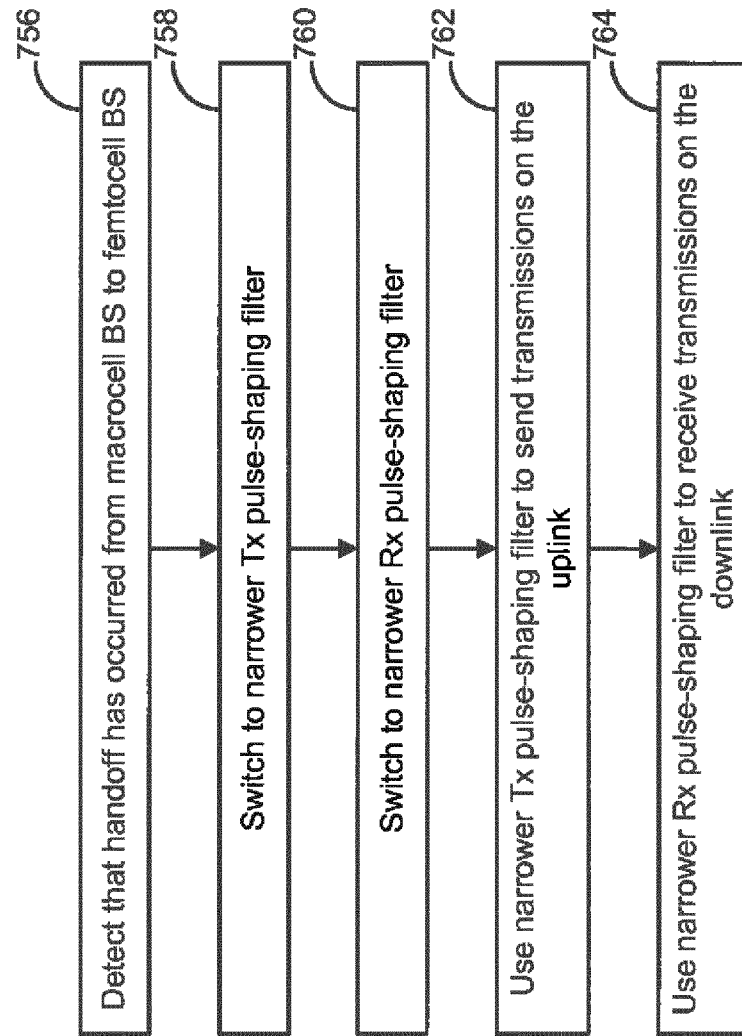 756
Detect that handoff has occurred from macrocell BS to femtocell BS
758
Switch to narrower Tx pulse-shaping filter
760
Switch to narrower Rx pulse-shaping filter
762
Use narrower Tx pulse-shaping filter to send transmissions on the
uplink
764
Use narrower Rx pulse-shaping filter to receive transmissions on the
downlink